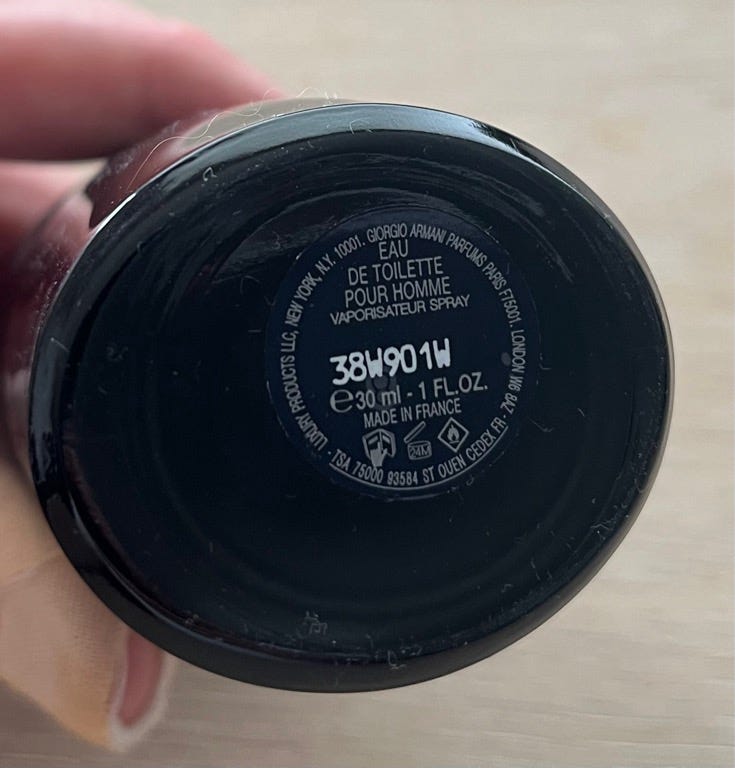 LUXURY PRODUCTS LLC, NEW YORK, N.Y. 10001. GIORGIO ARMANI PARFUMS PARIS F75001. LONDON W6 8AZ
- TSA 75000 93584 ST OUEN CEDEX FR -
EAU
DE TOILETTE
POUR HOMME
VAPORISATEUR SPRAY
38W901W
℮30 ml - 1 FL.OZ.
MADE IN FRANCE
24M